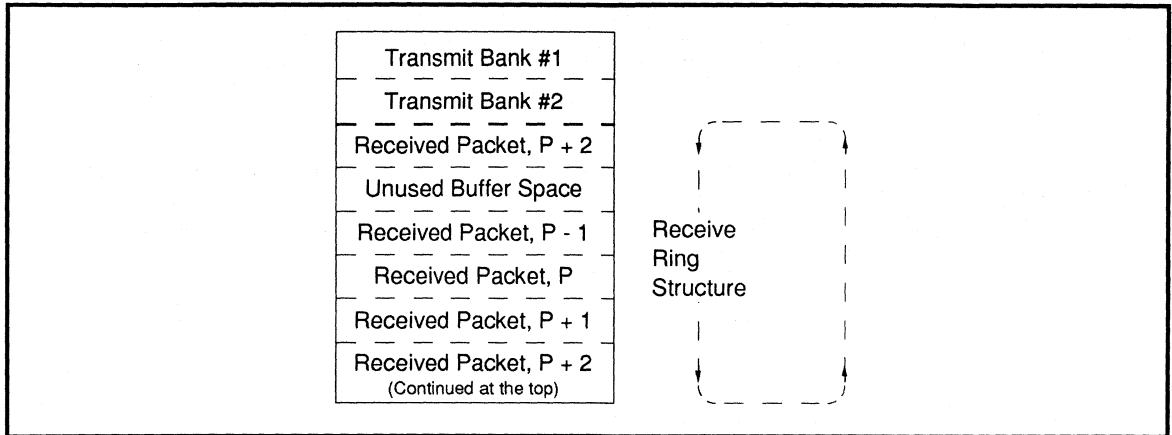 Transmit Bank #1
Transmit Bank #2
Received Packet, P + 2
Unused Buffer Space
Received Packet, P - 1
Received Packet, P
Received Packet, P + 1
Received Packet, P + 2
(Continued at the top)
Receive
Ring
Structure